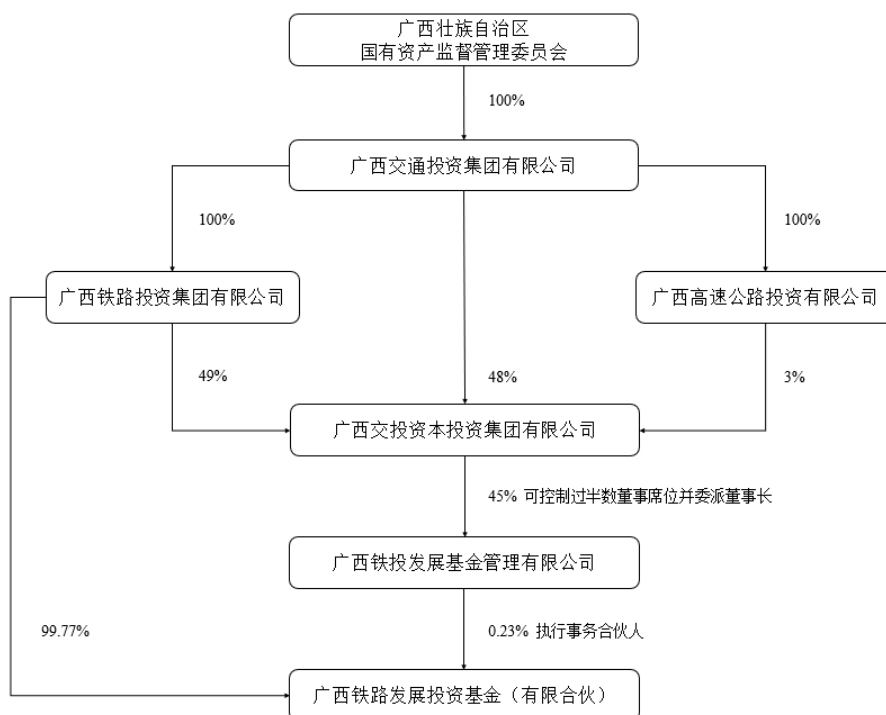 广西壮族自治区
国有资产监督管理委员会
100%
广西交通投资集团有限公司
100%
100%
广西铁路投资集团有限公司
广西高速公路投资有限公司
49%
48%
3%
广西交投资本投资集团有限公司
45% 可控制过半数董事席位并委派董事长
广西铁投发展基金管理有限公司
99.77%
0.23% 执行事务合伙人
广西铁路发展投资基金（有限合伙）